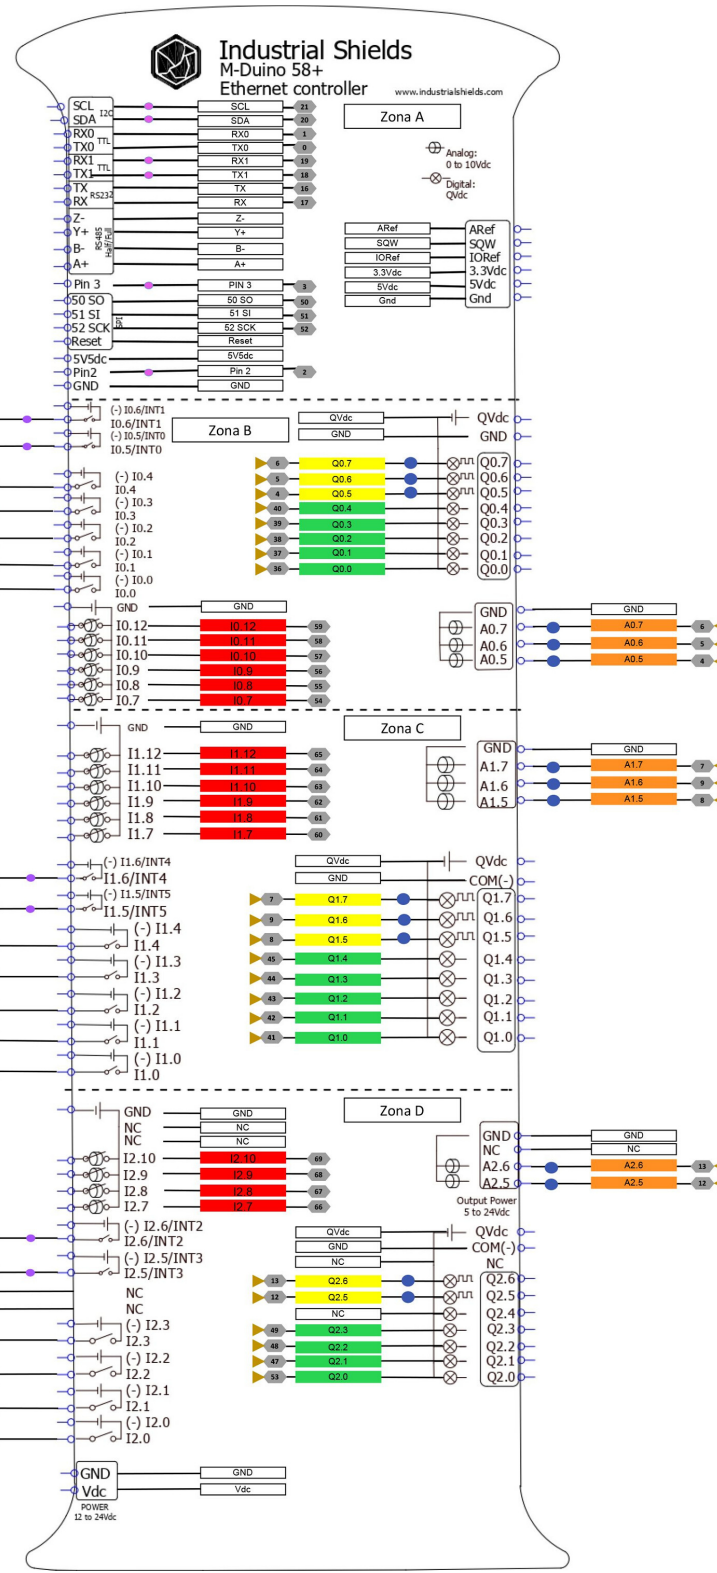 Industrial Shields
M-Duino 58+
Ethernet controller
www.industrialshields.com
Zona A
SCL I2C SCL 21
SDA SDA 20
RX0 TTL RX0 1
TX0 TX0 0
RX1 TTL RX1 19
TX1 TX1 18
TX RS232 TX 16
RX RX 17
Z- RS485 Half/Full Z-
Y+ Y+
B- B-
A+ A+
Pin 3 PIN 3 3
50 SO SPI 50 SO 50
51 SI 51 SI 51
52 SCK 52 SCK 52
Reset Reset
5V5dc 5V5dc
Pin2 Pin 2 2
GND GND
Analog:
0 to 10Vdc
Digital:
QVdc
ARef ARef
SQW SQW
IORef IORef
3.3Vdc 3.3Vdc
5Vdc 5Vdc
Gnd Gnd
Zona B
(-) I0.6/INT1
I0.6/INT1
(-) I0.5/INT0
I0.5/INT0
(-) I0.4
I0.4
(-) I0.3
I0.3
(-) I0.2
I0.2
(-) I0.1
I0.1
(-) I0.0
I0.0
QVdc QVdc
GND GND
6 Q0.7 Q0.7
5 Q0.6 Q0.6
4 Q0.5 Q0.5
40 Q0.4 Q0.4
39 Q0.3 Q0.3
38 Q0.2 Q0.2
37 Q0.1 Q0.1
36 Q0.0 Q0.0
GND GND
I0.12 I0.12 59
I0.11 I0.11 58
I0.10 I0.10 57
I0.9 I0.9 56
I0.8 I0.8 55
I0.7 I0.7 54
GND GND
A0.7 A0.7 6
A0.6 A0.6 5
A0.5 A0.5 4
Zona C
GND GND
I1.12 I1.12 65
I1.11 I1.11 64
I1.10 I1.10 63
I1.9 I1.9 62
I1.8 I1.8 61
I1.7 I1.7 60
GND GND
A1.7 A1.7 7
A1.6 A1.6 9
A1.5 A1.5 8
(-) I1.6/INT4
I1.6/INT4
(-) I1.5/INT5
I1.5/INT5
(-) I1.4
I1.4
(-) I1.3
I1.3
(-) I1.2
I1.2
(-) I1.1
I1.1
(-) I1.0
I1.0
QVdc QVdc
GND COM(-)
7 Q1.7 Q1.7
9 Q1.6 Q1.6
8 Q1.5 Q1.5
45 Q1.4 Q1.4
44 Q1.3 Q1.3
43 Q1.2 Q1.2
42 Q1.1 Q1.1
41 Q1.0 Q1.0
Zona D
GND GND
NC NC
NC NC
I2.10 I2.10 69
I2.9 I2.9 68
I2.8 I2.8 67
I2.7 I2.7 66
GND GND
NC NC
A2.6 A2.6 13
A2.5 A2.5 12
Output Power
5 to 24Vdc
(-) I2.6/INT2
I2.6/INT2
(-) I2.5/INT3
I2.5/INT3
NC
NC
(-) I2.3
I2.3
(-) I2.2
I2.2
(-) I2.1
I2.1
(-) I2.0
I2.0
QVdc QVdc
GND COM(-)
NC NC
13 Q2.6 Q2.6
12 Q2.5 Q2.5
NC Q2.4
49 Q2.3 Q2.3
48 Q2.2 Q2.2
47 Q2.1 Q2.1
53 Q2.0 Q2.0
GND GND
Vdc Vdc
POWER
12 to 24Vdc